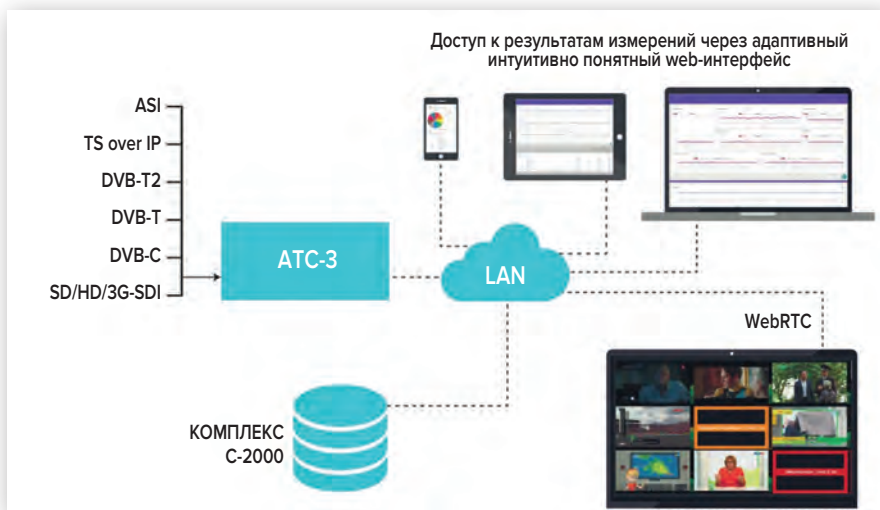 Доступ к результатам измерений через адаптивный
интуитивно понятный web-интерфейс
ASI
TS over IP
DVB-T2
DVB-T
DVB-C
SD/HD/3G-SDI
АТС-3
LAN
WebRTC
КОМПЛЕКС
С-2000